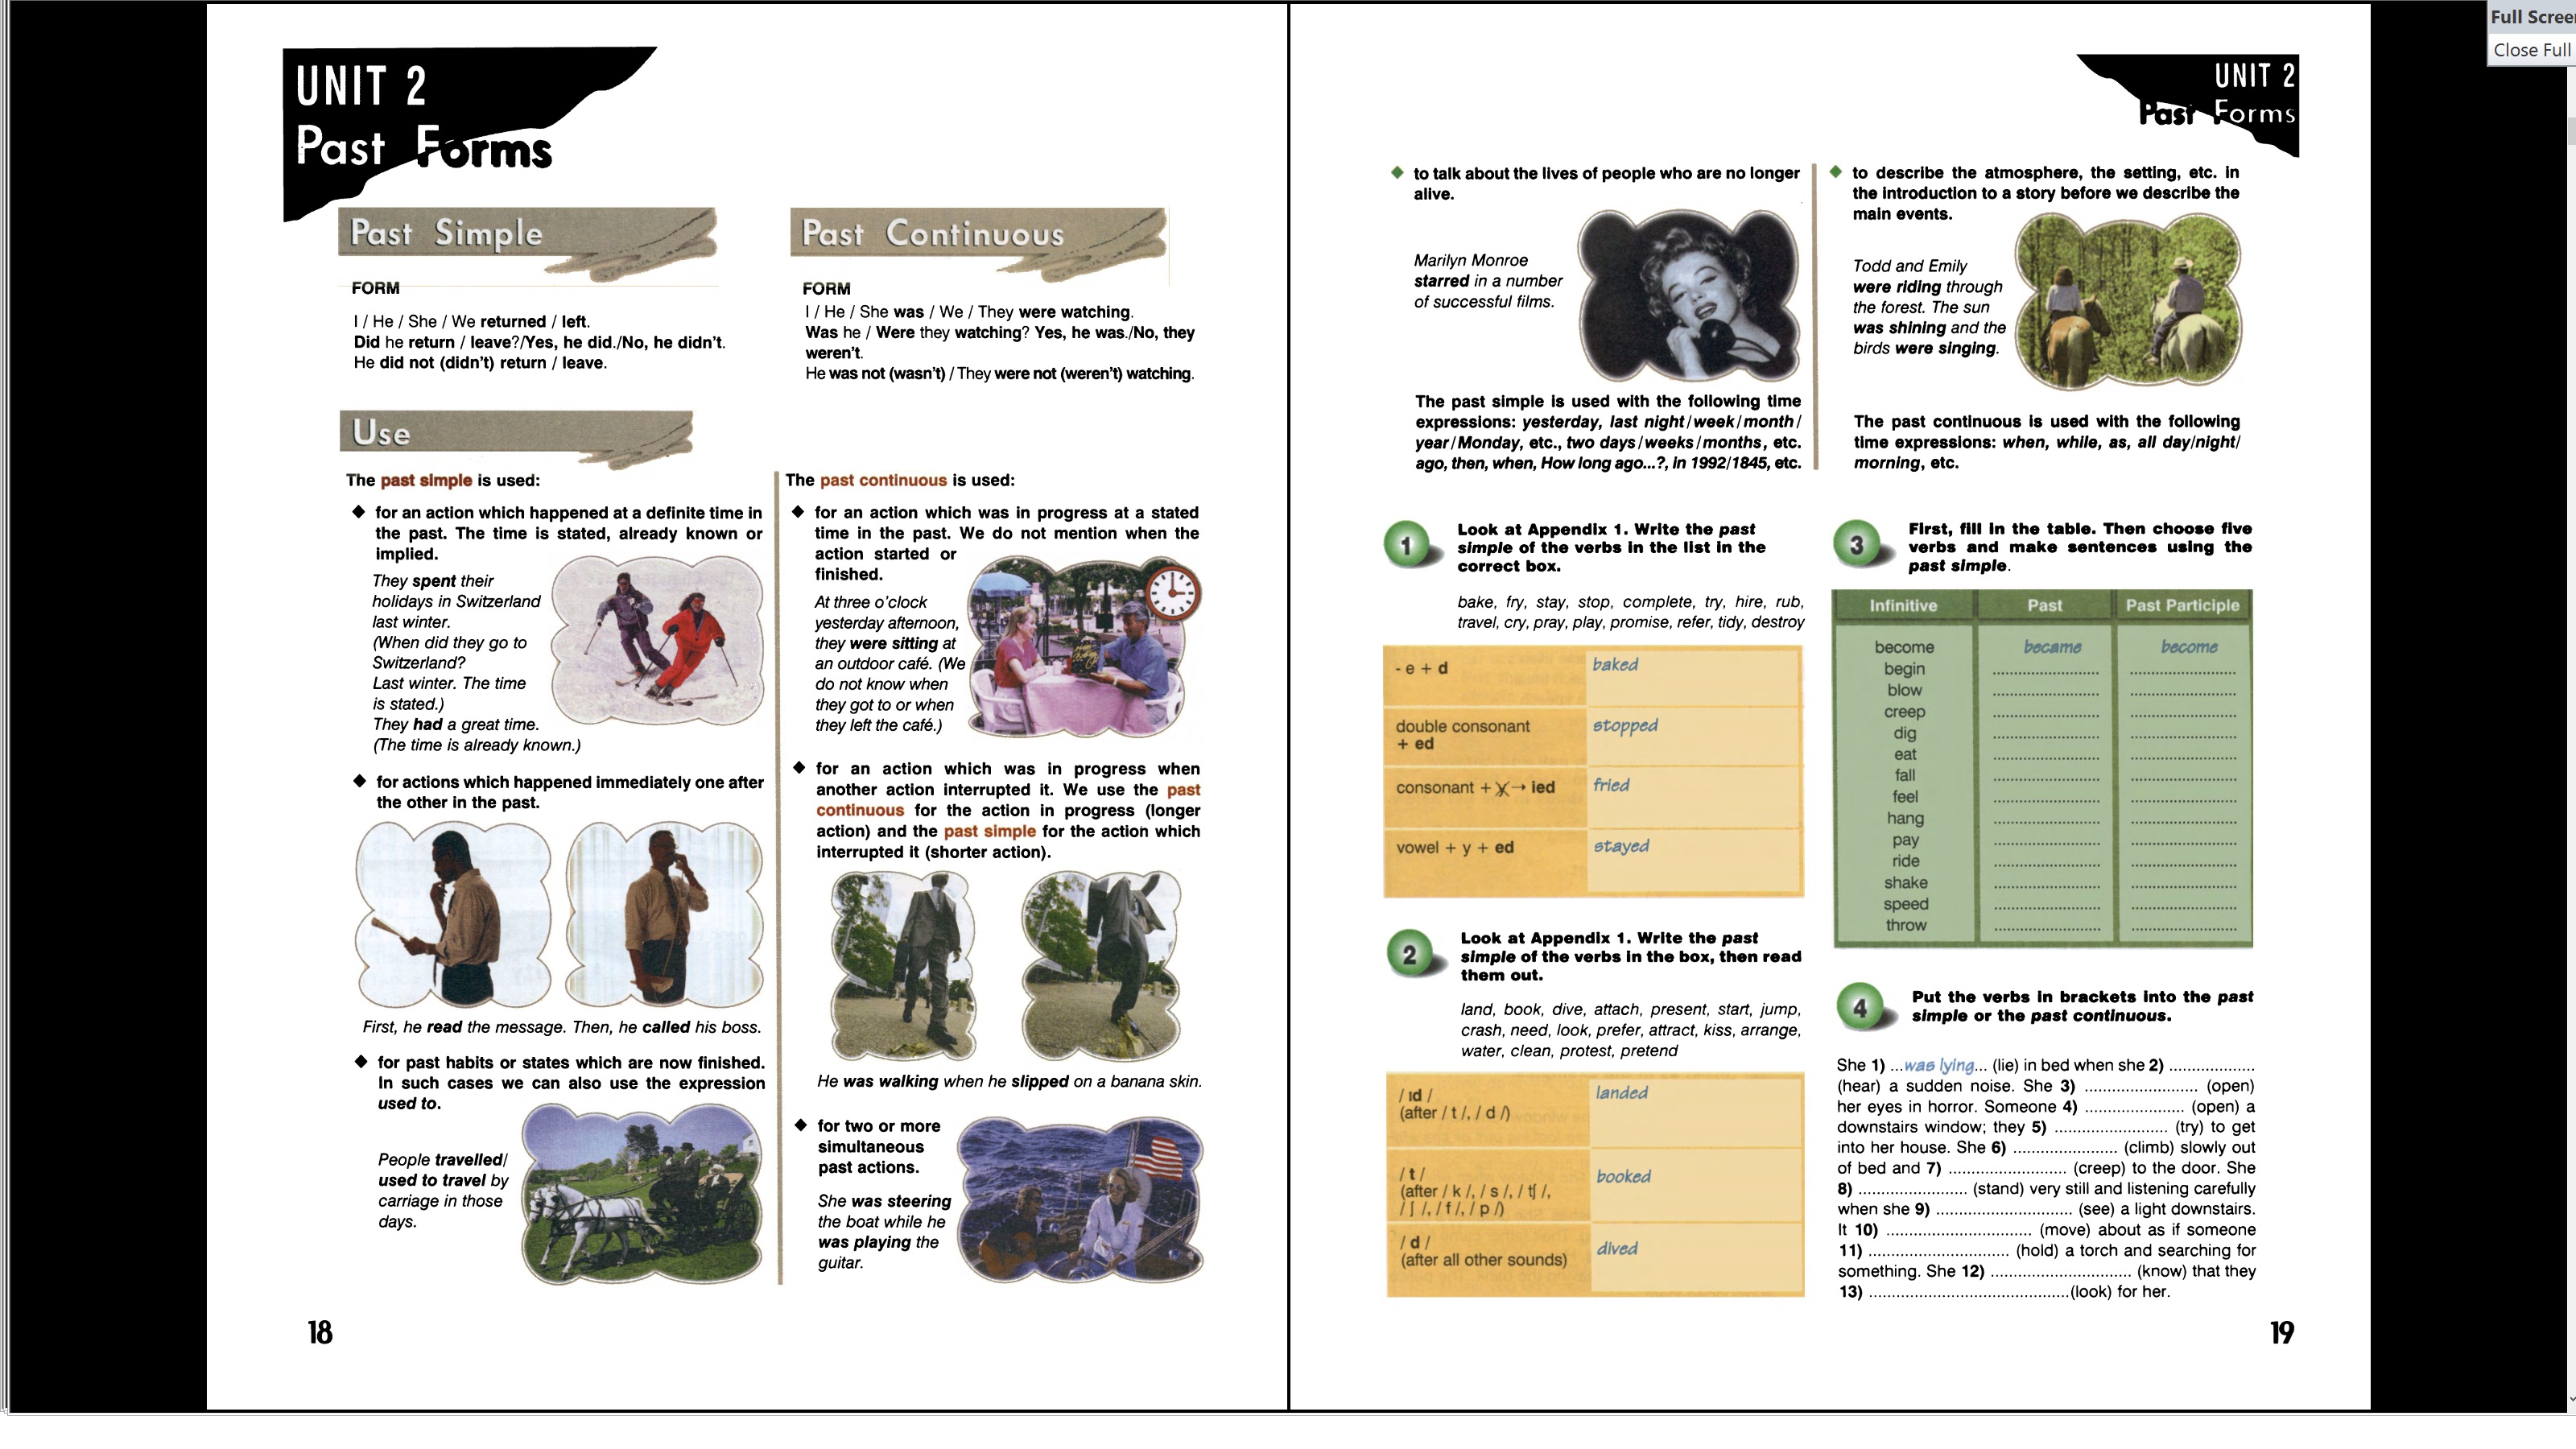 Full Screen
Close Full
UNIT 2
Past Forms
Past Simple
FORM
I / He / She / We returned / left.
Did he return / leave?/Yes, he did./No, he didn't.
He did not (didn't) return / leave.
Past Continuous
FORM
I / He / She was / We / They were watching.
Was he / Were they watching? Yes, he was./No, they
weren't.
He was not (wasn't) / They were not (weren't) watching.
Use
The past simple is used:
◆ for an action which happened at a definite time in
the past. The time is stated, already known or
implied.
They spent their
holidays in Switzerland
last winter.
(When did they go to
Switzerland?
Last winter. The time
is stated.)
They had a great time.
(The time is already known.)
◆ for actions which happened immediately one after
the other in the past.
First, he read the message. Then, he called his boss.
◆ for past habits or states which are now finished.
In such cases we can also use the expression
used to.
People travelled/
used to travel by
carriage in those
days.
The past continuous is used:
◆ for an action which was in progress at a stated
time in the past. We do not mention when the
action started or
finished.
At three o'clock
yesterday afternoon,
they were sitting at
an outdoor café. (We
do not know when
they got to or when
they left the café.)
◆ for an action which was in progress when
another action interrupted it. We use the past
continuous for the action in progress (longer
action) and the past simple for the action which
interrupted it (shorter action).
He was walking when he slipped on a banana skin.
◆ for two or more
simultaneous
past actions.
She was steering
the boat while he
was playing the
guitar.
18
UNIT 2
Past Forms
◆ to talk about the lives of people who are no longer
alive.
Marilyn Monroe
starred in a number
of successful films.
The past simple is used with the following time
expressions: yesterday, last night/week/month/
year/Monday, etc., two days/weeks/months, etc.
ago, then, when, How long ago...?, in 1992/1845, etc.
◆ to describe the atmosphere, the setting, etc. in
the introduction to a story before we describe the
main events.
Todd and Emily
were riding through
the forest. The sun
was shining and the
birds were singing.
The past continuous is used with the following
time expressions: when, while, as, all day/night/
morning, etc.
1 Look at Appendix 1. Write the past
simple of the verbs in the list in the
correct box.
bake, fry, stay, stop, complete, try, hire, rub,
travel, cry, pray, play, promise, refer, tidy, destroy
- e + d baked
double consonant stopped
+ ed
consonant + y → ied fried
vowel + y + ed stayed
2 Look at Appendix 1. Write the past
simple of the verbs in the box, then read
them out.
land, book, dive, attach, present, start, jump,
crash, need, look, prefer, attract, kiss, arrange,
water, clean, protest, pretend
/ ɪd / landed
(after / t /, / d /)
/ t / booked
(after / k /, / s /, / tʃ /,
/ ʃ /, / f /, / p /)
/ d / dived
(after all other sounds)
3 First, fill in the table. Then choose five
verbs and make sentences using the
past simple.
Infinitive Past Past Participle
become became become
begin .......... ..........
blow .......... ..........
creep .......... ..........
dig .......... ..........
eat .......... ..........
fall .......... ..........
feel .......... ..........
hang .......... ..........
pay .......... ..........
ride .......... ..........
shake .......... ..........
speed .......... ..........
throw .......... ..........
4 Put the verbs in brackets into the past
simple or the past continuous.
She 1) ...was lying... (lie) in bed when she 2) ..........
(hear) a sudden noise. She 3) .......... (open)
her eyes in horror. Someone 4) .......... (open) a
downstairs window; they 5) .......... (try) to get
into her house. She 6) .......... (climb) slowly out
of bed and 7) .......... (creep) to the door. She
8) .......... (stand) very still and listening carefully
when she 9) .......... (see) a light downstairs.
It 10) .......... (move) about as if someone
11) .......... (hold) a torch and searching for
something. She 12) .......... (know) that they
13) .......... (look) for her.
19